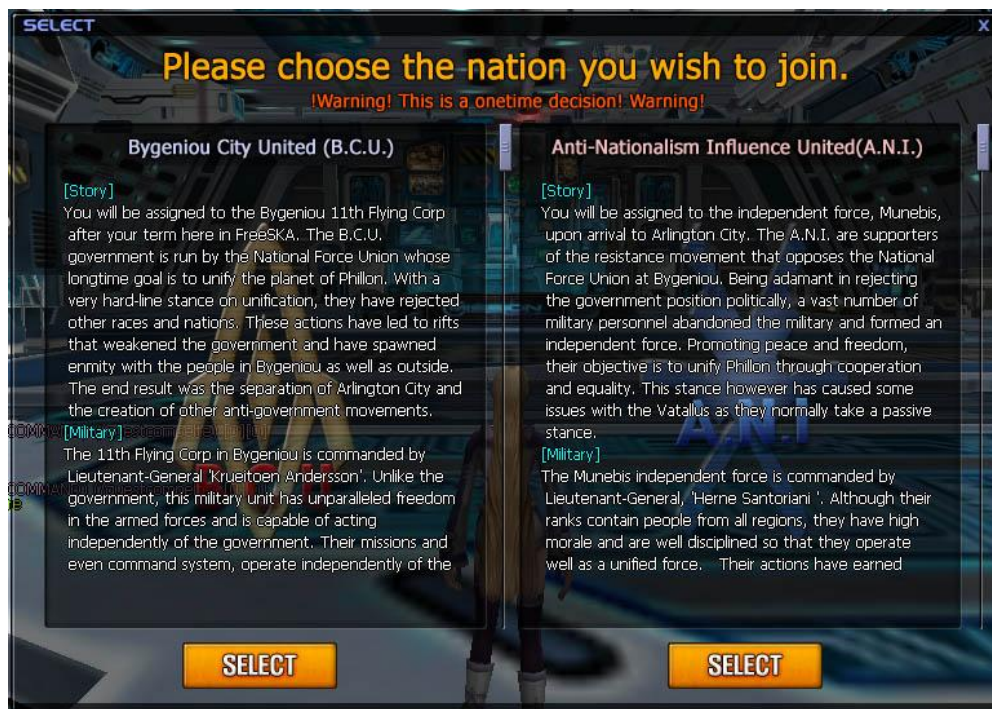 SELECT
X
Please choose the nation you wish to join.
!Warning! This is a onetime decision! Warning!
Bygeniou City United (B.C.U.)
[Story]
You will be assigned to the Bygeniou 11th Flying Corp
after your term here in FreeSKA. The B.C.U.
government is run by the National Force Union whose
longtime goal is to unify the planet of Phillon. With a
very hard-line stance on unification, they have rejected
other races and nations. These actions have led to rifts
that weakened the government and have spawned
enmity with the people in Bygeniou as well as outside.
The end result was the separation of Arlington City and
the creation of other anti-government movements.
[Military]
The 11th Flying Corp in Bygeniou is commanded by
Lieutenant-General 'Krueitoen Andersson'. Unlike the
government, this military unit has unparalleled freedom
in the armed forces and is capable of acting
independently of the government. Their missions and
even command system, operate independently of the
SELECT
Anti-Nationalism Influence United(A.N.I.)
[Story]
You will be assigned to the independent force, Munebis,
upon arrival to Arlington City. The A.N.I. are supporters
of the resistance movement that opposes the National
Force Union at Bygeniou. Being adamant in rejecting
the government position politically, a vast number of
military personnel abandoned the military and formed an
independent force. Promoting peace and freedom,
their objective is to unify Phillon through cooperation
and equality. This stance however has caused some
issues with the Vatallus as they normally take a passive
stance.
[Military]
The Munebis independent force is commanded by
Lieutenant-General, 'Herne Santoriani '. Although their
ranks contain people from all regions, they have high
morale and are well disciplined so that they operate
well as a unified force. Their actions have earned
SELECT
B.C.U
A.N.I